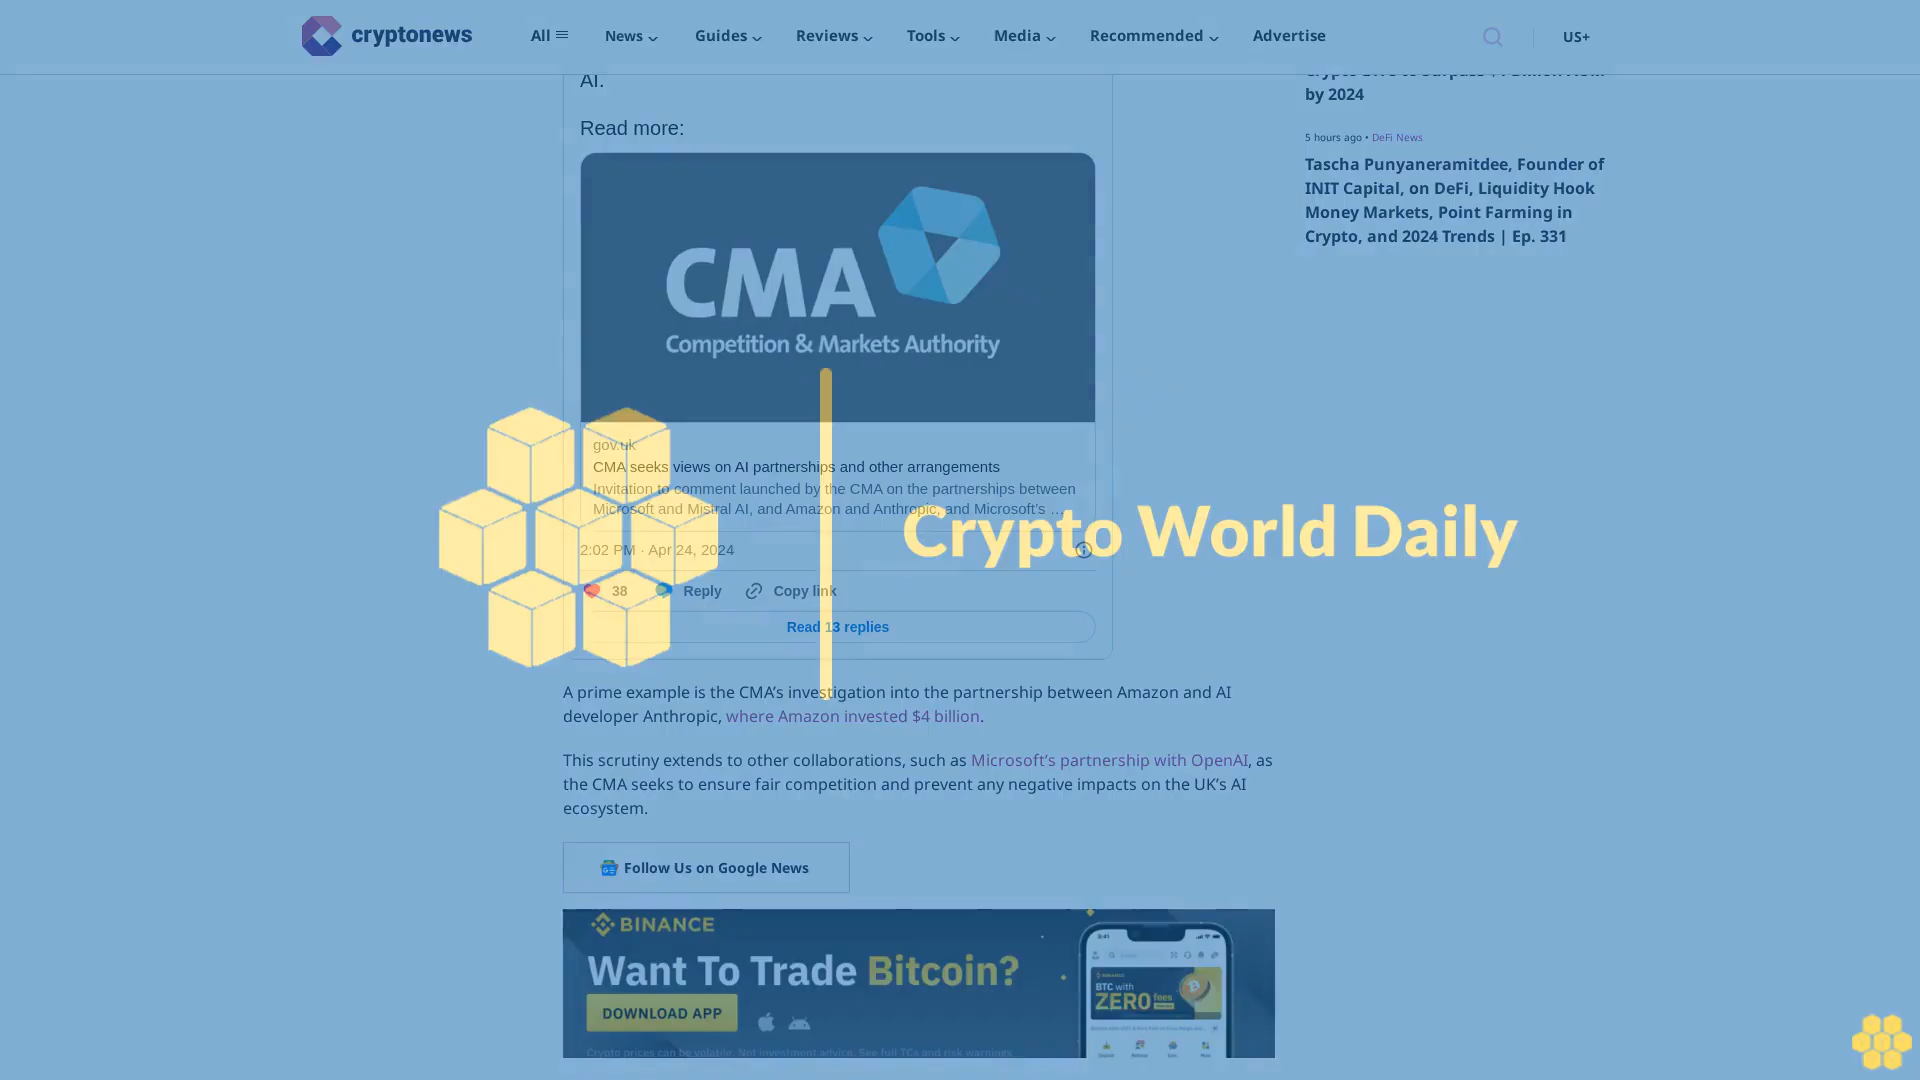 cryptonews
All
News
Guides
Reviews
Tools
Media
Recommended
Advertise
US+
AI.
Read more:
CMA
Competition & Markets Authority
gov.uk
CMA seeks views on AI partnerships and other arrangements
Invitation to comment launched by the CMA on the partnerships between
Microsoft and Mistral AI, and Amazon and Anthropic, and Microsoft's …
2:02 PM · Apr 24, 2024
38
Reply
Copy link
Read 13 replies
Crypto World Daily
A prime example is the CMA’s investigation into the partnership between Amazon and AI
developer Anthropic, where Amazon invested $4 billion.
This scrutiny extends to other collaborations, such as Microsoft’s partnership with OpenAI, as
the CMA seeks to ensure fair competition and prevent any negative impacts on the UK’s AI
ecosystem.
Follow Us on Google News
BINANCE
Want To Trade Bitcoin?
DOWNLOAD APP
Crypto prices can be volatile. Not investment advice. See full TCs and risk warnings
BINANCE
BTC with
ZERO fees
by 2024
5 hours ago • DeFi News
Tascha Punyaneramitdee, Founder of
INIT Capital, on DeFi, Liquidity Hook
Money Markets, Point Farming in
Crypto, and 2024 Trends | Ep. 331